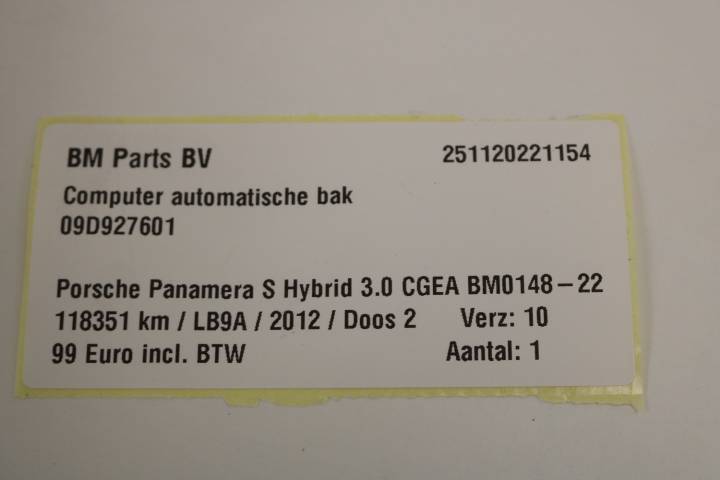 BM Parts BV 251120221154
Computer automatische bak
09D927601
Porsche Panamera S Hybrid 3.0 CGEA BM0148-22
118351 km / LB9A / 2012 / Doos 2 Verz: 10
99 Euro incl. BTW Aantal: 1